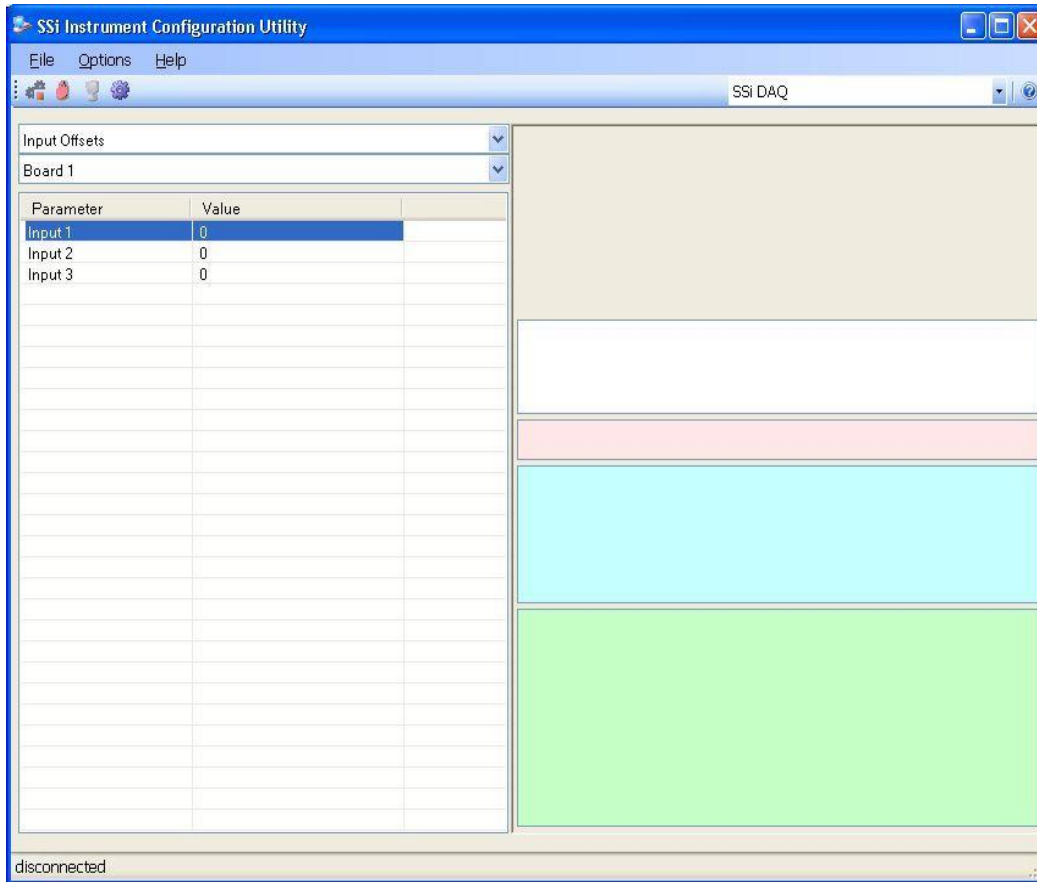 SSi Instrument Configuration Utility
File Options Help
SSi DAQ
Input Offsets
Board 1
Parameter Value
Input 1 0
Input 2 0
Input 3 0
disconnected